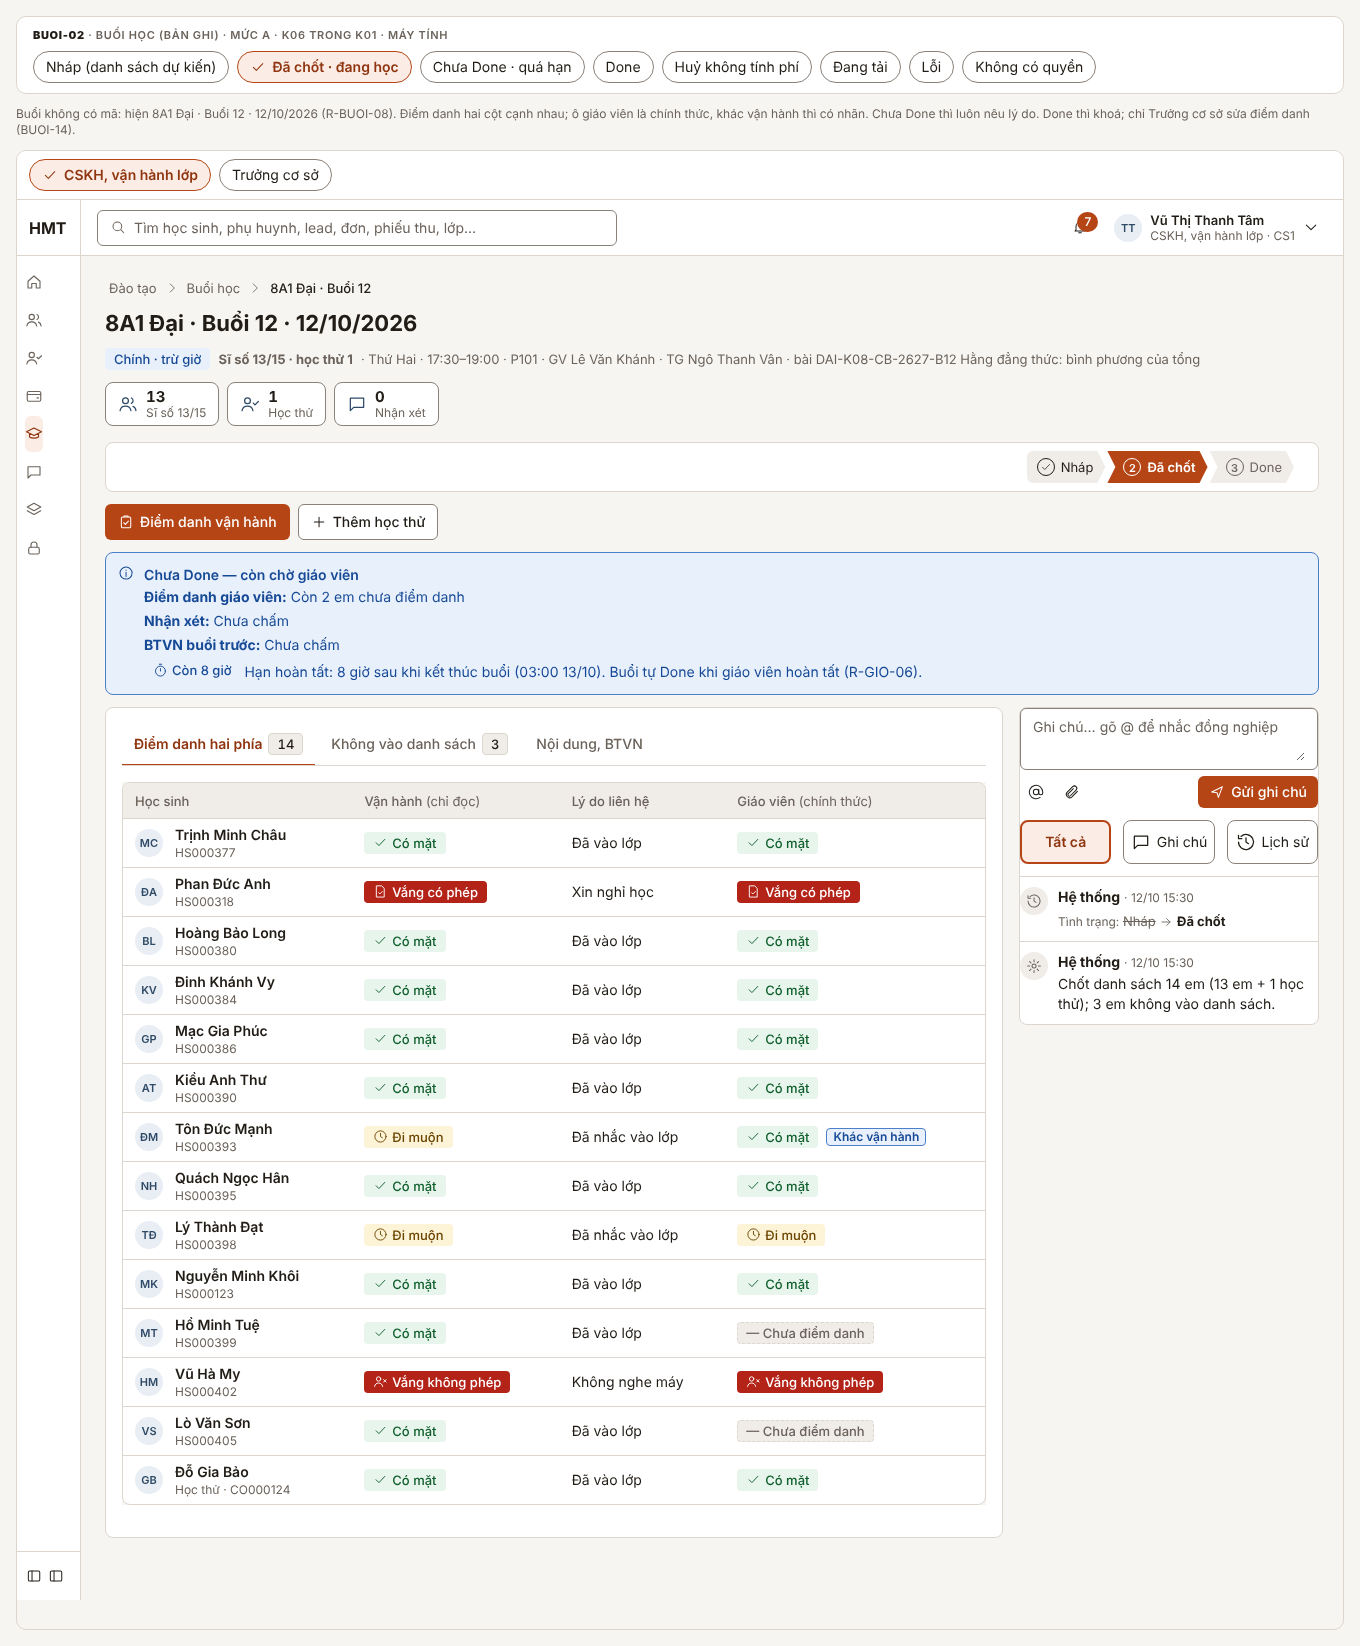 BUOI-02 · BUỔI HỌC (BẢN GHI) · MỨC A · K06 TRONG K01 · MÁY TÍNH
Nháp (danh sách dự kiến)
Đã chốt · đang học
Chưa Done · quá hạn
Done
Huỷ không tính phí
Đang tải
Lỗi
Không có quyền
Buổi không có mã: hiện 8A1 Đại · Buổi 12 · 12/10/2026 (R-BUOI-08). Điểm danh hai cột cạnh nhau; ô giáo viên là chính thức, khác vận hành thì có nhãn. Chưa Done thì luôn nêu lý do. Done thì khoá; chỉ Trưởng cơ sở sửa điểm danh
(BUOI-14).
CSKH, vận hành lớp
Trưởng cơ sở
HMT
Tìm học sinh, phụ huynh, lead, đơn, phiếu thu, lớp...
7
TT
Vũ Thị Thanh Tâm
CSKH, vận hành lớp · CS1
Đào tạo
Buổi học
8A1 Đại · Buổi 12
8A1 Đại · Buổi 12 · 12/10/2026
Chính · trừ giờ
Sĩ số 13/15 · học thử 1 · Thứ Hai · 17:30–19:00 · P101 · GV Lê Văn Khánh · TG Ngô Thanh Vân · bài DAI-K08-CB-2627-B12 Hằng đẳng thức: bình phương của tổng
13
Sĩ số 13/15
1
Học thử
0
Nhận xét
Nháp
2 Đã chốt
3 Done
Điểm danh vận hành
Thêm học thử
Chưa Done — còn chờ giáo viên
Điểm danh giáo viên: Còn 2 em chưa điểm danh
Nhận xét: Chưa chấm
BTVN buổi trước: Chưa chấm
Còn 8 giờ
Hạn hoàn tất: 8 giờ sau khi kết thúc buổi (03:00 13/10). Buổi tự Done khi giáo viên hoàn tất (R-GIO-06).
Điểm danh hai phía 14
Không vào danh sách 3
Nội dung, BTVN
Học sinh
Vận hành (chỉ đọc)
Lý do liên hệ
Giáo viên (chính thức)
MC
Trịnh Minh Châu
HS000377
Có mặt
Đã vào lớp
Có mặt
ĐA
Phan Đức Anh
HS000318
Vắng có phép
Xin nghỉ học
Vắng có phép
BL
Hoàng Bảo Long
HS000380
Có mặt
Đã vào lớp
Có mặt
KV
Đinh Khánh Vy
HS000384
Có mặt
Đã vào lớp
Có mặt
GP
Mạc Gia Phúc
HS000386
Có mặt
Đã vào lớp
Có mặt
AT
Kiều Anh Thư
HS000390
Có mặt
Đã vào lớp
Có mặt
ĐM
Tôn Đức Mạnh
HS000393
Đi muộn
Đã nhắc vào lớp
Có mặt
Khác vận hành
NH
Quách Ngọc Hân
HS000395
Có mặt
Đã vào lớp
Có mặt
TĐ
Lý Thành Đạt
HS000398
Đi muộn
Đã nhắc vào lớp
Đi muộn
MK
Nguyễn Minh Khôi
HS000123
Có mặt
Đã vào lớp
Có mặt
MT
Hồ Minh Tuệ
HS000399
Có mặt
Đã vào lớp
— Chưa điểm danh
HM
Vũ Hà My
HS000402
Vắng không phép
Không nghe máy
Vắng không phép
VS
Lò Văn Sơn
HS000405
Có mặt
Đã vào lớp
— Chưa điểm danh
GB
Đỗ Gia Bảo
Học thử · CO000124
Có mặt
Đã vào lớp
Có mặt
Ghi chú... gõ @ để nhắc đồng nghiệp
Gửi ghi chú
Tất cả
Ghi chú
Lịch sử
Hệ thống · 12/10 15:30
Tình trạng: Nháp → Đã chốt
Hệ thống · 12/10 15:30
Chốt danh sách 14 em (13 em + 1 học
thử); 3 em không vào danh sách.